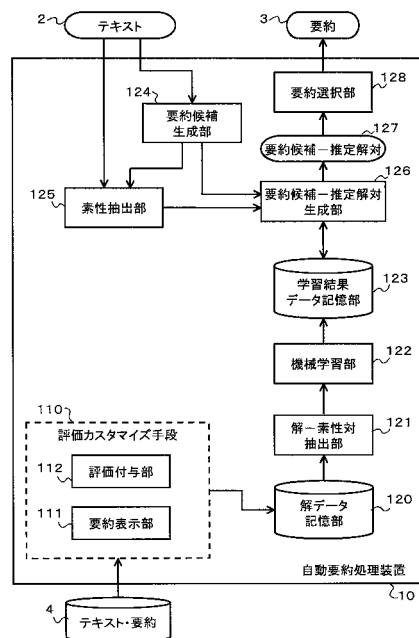 2
テキスト
3
要約
128
要約選択部
124
要約候補
生成部
127
要約候補－推定解対
126
要約候補－推定解対
生成部
125
素性抽出部
123
学習結果
データ記憶部
122
機械学習部
110
評価カスタマイズ手段
121
解－素性対
抽出部
112
評価付与部
111
要約表示部
120
解データ
記憶部
自動要約処理装置
10
4
テキスト・要約